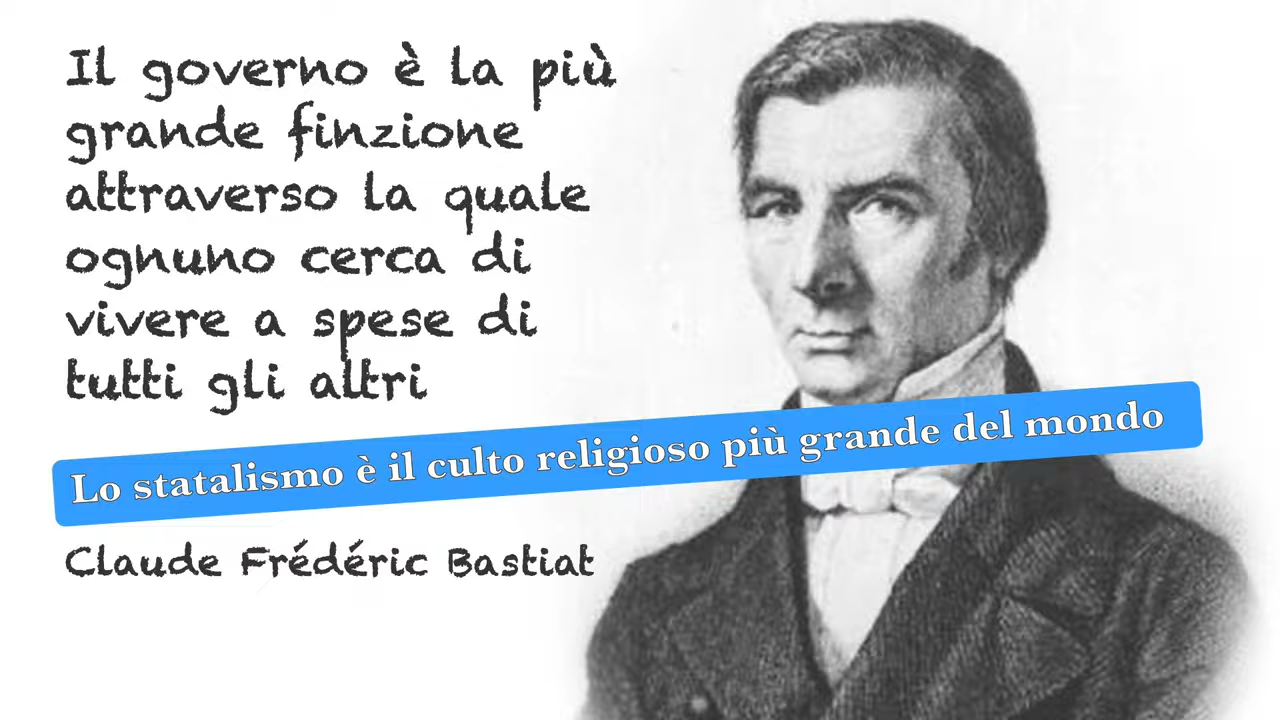 Il governo è la più
grande finzione
attraverso la quale
ognuno cerca di
vivere a spese di
tutti gli altri
Lo statalismo è il culto religioso più grande del mondo
Claude Frédéric Bastiat